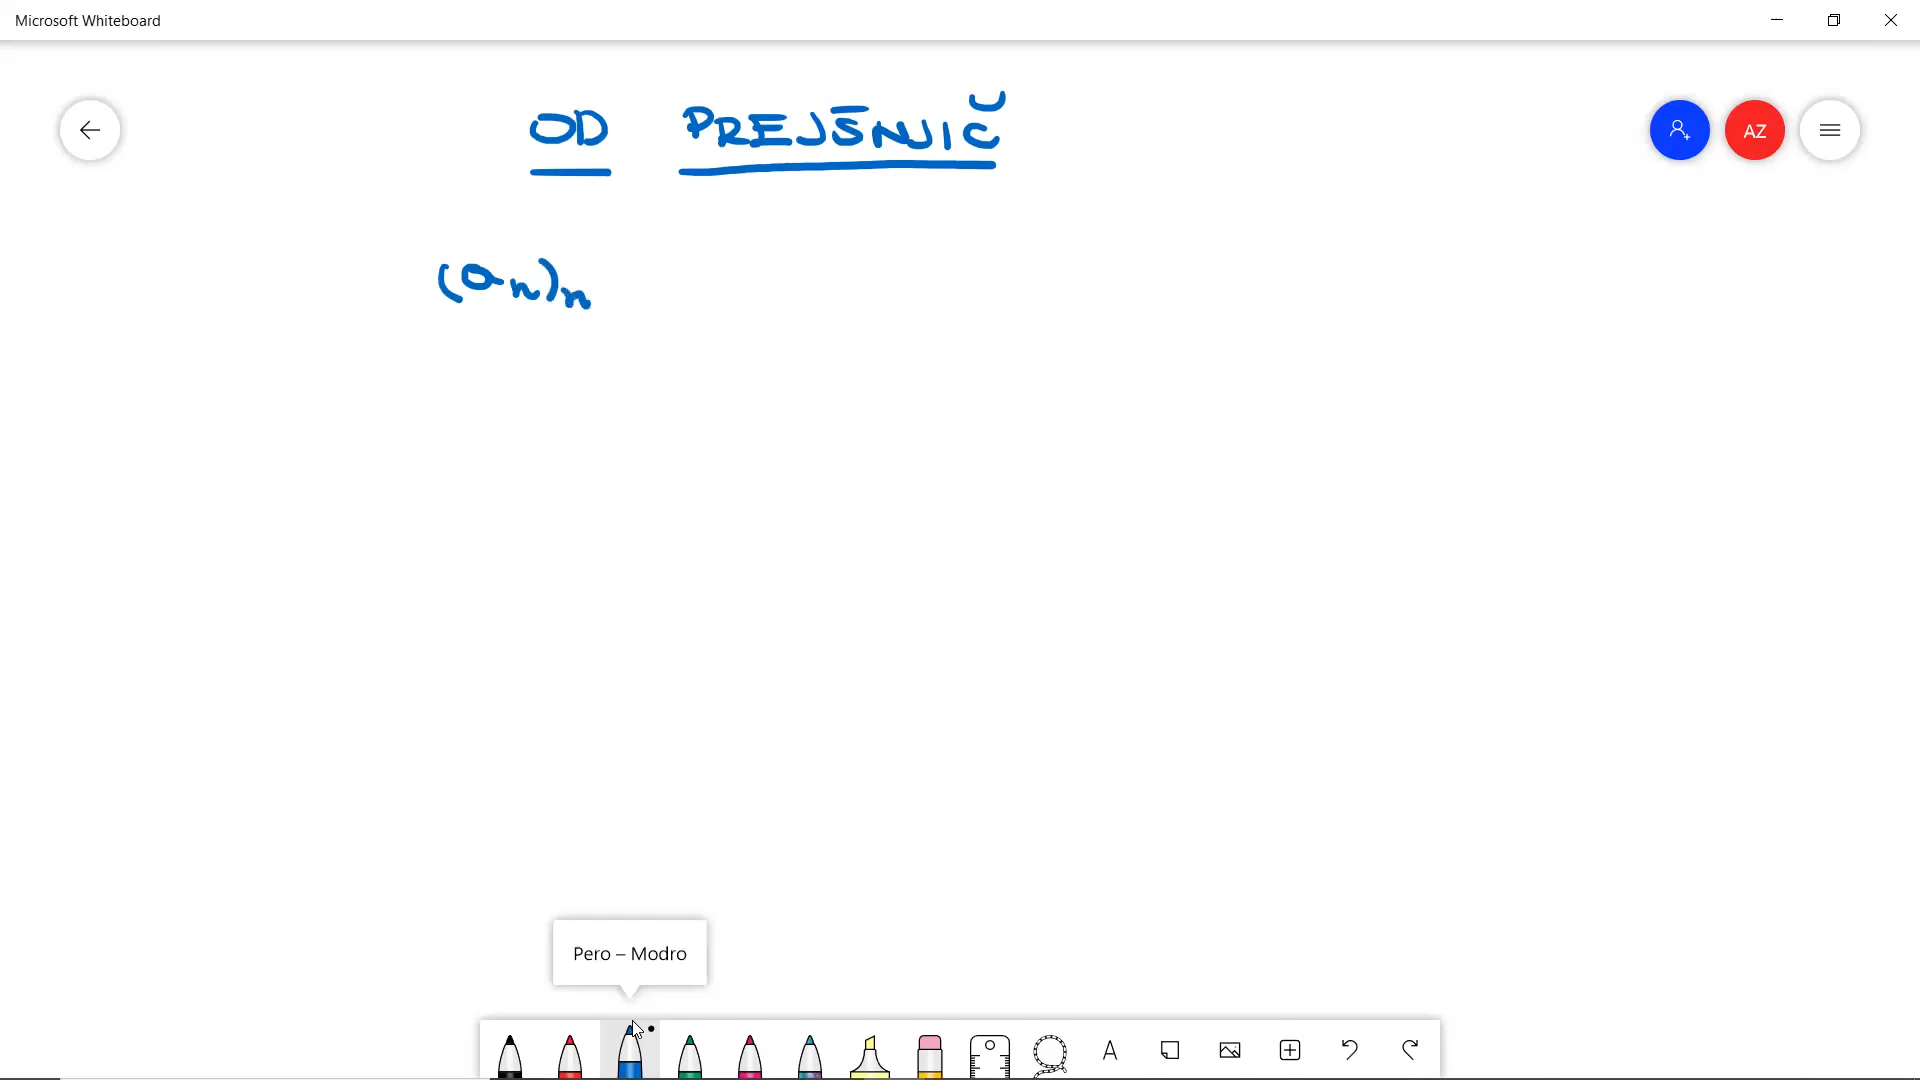 Microsoft Whiteboard
OD PREJŠNJIČ
AZ
(aₙ)ₙ
Pero – Modro
A